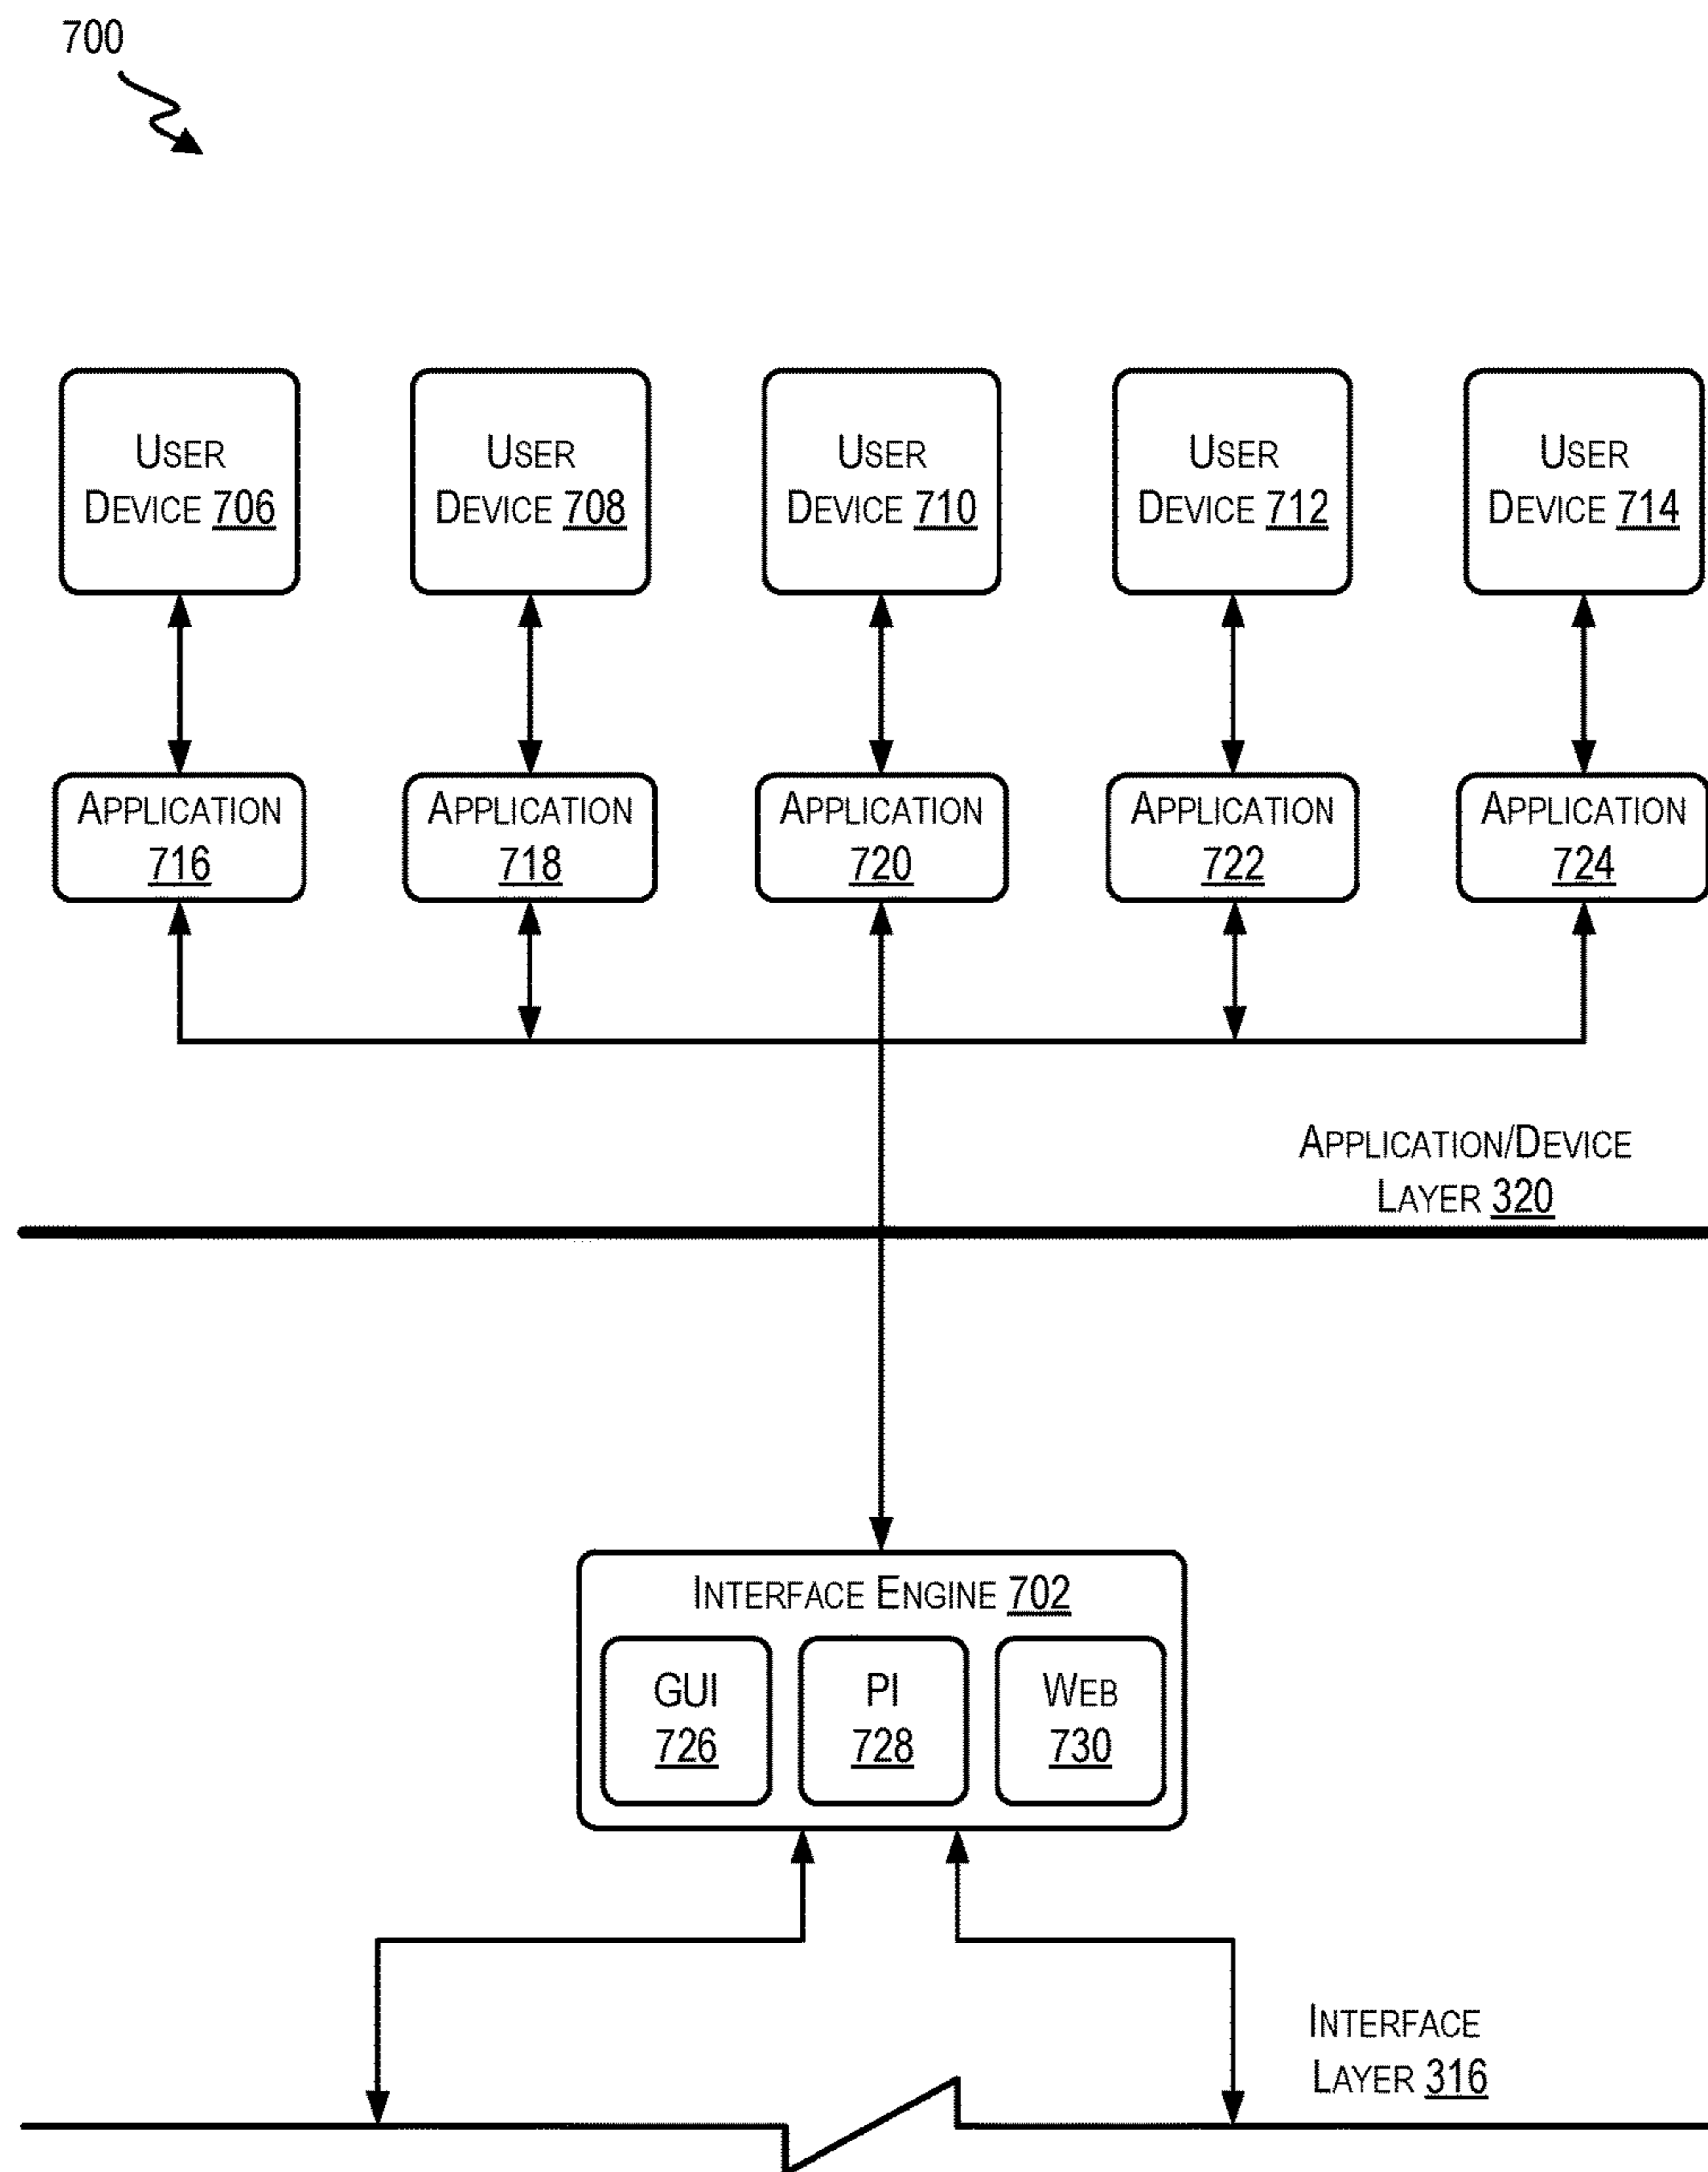 700
User User User User User
Device 706 Device 708 Device 710 Device 712 Device 714
Application Application Application Application Application
716 718 720 722 724
Application/Device
Layer 320
Interface Engine 702
GUI PI Web
726 728 730
Interface
Layer 316